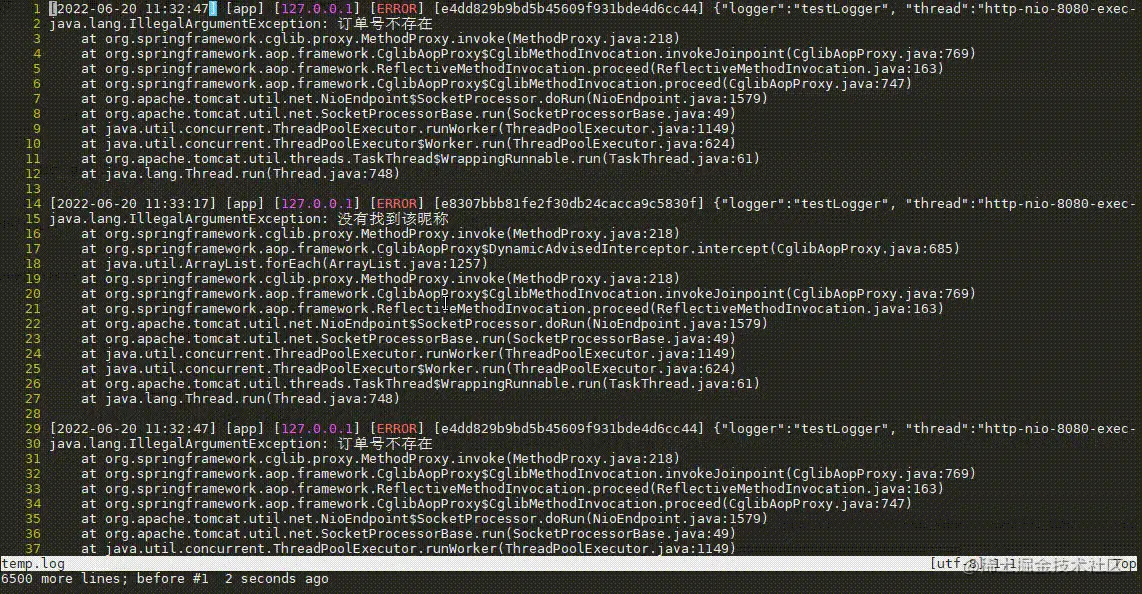 1 [2022-06-20 11:32:47] [app] [127.0.0.1] [ERROR] [e4dd829b9bd5b45609f931bde4d6cc44] {"logger":"testLogger", "thread":"http-nio-8080-exec-
2 java.lang.IllegalArgumentException: 订单号不存在
3 at org.springframework.cglib.proxy.MethodProxy.invoke(MethodProxy.java:218)
4 at org.springframework.aop.framework.CglibAopProxy$CglibMethodInvocation.invokeJoinpoint(CglibAopProxy.java:769)
5 at org.springframework.aop.framework.ReflectiveMethodInvocation.proceed(ReflectiveMethodInvocation.java:163)
6 at org.springframework.aop.framework.CglibAopProxy$CglibMethodInvocation.proceed(CglibAopProxy.java:747)
7 at org.apache.tomcat.util.net.NioEndpoint$SocketProcessor.doRun(NioEndpoint.java:1579)
8 at org.apache.tomcat.util.net.SocketProcessorBase.run(SocketProcessorBase.java:49)
9 at java.util.concurrent.ThreadPoolExecutor.runWorker(ThreadPoolExecutor.java:1149)
10 at java.util.concurrent.ThreadPoolExecutor$Worker.run(ThreadPoolExecutor.java:624)
11 at org.apache.tomcat.util.threads.TaskThread$WrappingRunnable.run(TaskThread.java:61)
12 at java.lang.Thread.run(Thread.java:748)
13
14 [2022-06-20 11:33:17] [app] [127.0.0.1] [ERROR] [e8307bbb81fe2f30db24cacca9c5830f] {"logger":"testLogger", "thread":"http-nio-8080-exec-
15 java.lang.IllegalArgumentException: 没有找到该昵称
16 at org.springframework.cglib.proxy.MethodProxy.invoke(MethodProxy.java:218)
17 at org.springframework.aop.framework.CglibAopProxy$DynamicAdvisedInterceptor.intercept(CglibAopProxy.java:685)
18 at java.util.ArrayList.forEach(ArrayList.java:1257)
19 at org.springframework.cglib.proxy.MethodProxy.invoke(MethodProxy.java:218)
20 at org.springframework.aop.framework.CglibAopProxy$CglibMethodInvocation.invokeJoinpoint(CglibAopProxy.java:769)
21 at org.springframework.aop.framework.ReflectiveMethodInvocation.proceed(ReflectiveMethodInvocation.java:163)
22 at org.apache.tomcat.util.net.NioEndpoint$SocketProcessor.doRun(NioEndpoint.java:1579)
23 at org.apache.tomcat.util.net.SocketProcessorBase.run(SocketProcessorBase.java:49)
24 at java.util.concurrent.ThreadPoolExecutor.runWorker(ThreadPoolExecutor.java:1149)
25 at java.util.concurrent.ThreadPoolExecutor$Worker.run(ThreadPoolExecutor.java:624)
26 at org.apache.tomcat.util.threads.TaskThread$WrappingRunnable.run(TaskThread.java:61)
27 at java.lang.Thread.run(Thread.java:748)
28
29 [2022-06-20 11:32:47] [app] [127.0.0.1] [ERROR] [e4dd829b9bd5b45609f931bde4d6cc44] {"logger":"testLogger", "thread":"http-nio-8080-exec-
30 java.lang.IllegalArgumentException: 订单号不存在
31 at org.springframework.cglib.proxy.MethodProxy.invoke(MethodProxy.java:218)
32 at org.springframework.aop.framework.CglibAopProxy$CglibMethodInvocation.invokeJoinpoint(CglibAopProxy.java:769)
33 at org.springframework.aop.framework.ReflectiveMethodInvocation.proceed(ReflectiveMethodInvocation.java:163)
34 at org.springframework.aop.framework.CglibAopProxy$CglibMethodInvocation.proceed(CglibAopProxy.java:747)
35 at org.apache.tomcat.util.net.NioEndpoint$SocketProcessor.doRun(NioEndpoint.java:1579)
36 at org.apache.tomcat.util.net.SocketProcessorBase.run(SocketProcessorBase.java:49)
37 at java.util.concurrent.ThreadPoolExecutor.runWorker(ThreadPoolExecutor.java:1149)
temp.log [utf-8] 1-1 Top
@稀土掘金技术社区
6500 more lines; before #1 2 seconds ago